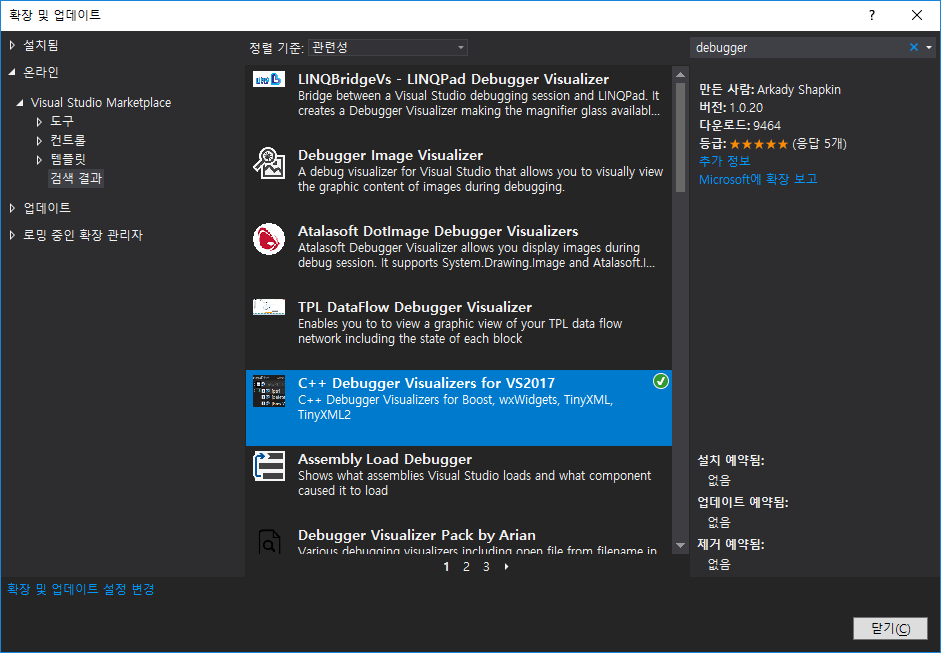 확장 및 업데이트
설치됨
온라인
Visual Studio Marketplace
도구
컨트롤
템플릿
검색 결과
업데이트
로밍 중인 확장 관리자
정렬 기준: 관련성
LINQBridgeVs - LINQPad Debugger Visualizer
Bridge between a Visual Studio debugging session and LINQPad. It
creates a Debugger Visualizer making the magnifier glass availabl...
Debugger Image Visualizer
A debug visualizer for Visual Studio that allows you to visually view
the graphic content of images during debugging.
Atalasoft DotImage Debugger Visualizers
Atalasoft Debugger Visualizer allows you display images during
debug session. It supports System.Drawing.Image and Atalasoft.I...
TPL DataFlow Debugger Visualizer
Enables you to to view a graphic view of your TPL data flow
network including the state of each block
C++ Debugger Visualizers for VS2017
C++ Debugger Visualizers for Boost, wxWidgets, TinyXML,
TinyXML2
Assembly Load Debugger
Shows what assemblies Visual Studio loads and what component
caused it to load
Debugger Visualizer Pack by Arian
Various debugging visualizers including open file from filename in
1 2 3
debugger
만든 사람: Arkady Shapkin
버전: 1.0.20
다운로드: 9464
등급: ★★★★★ (응답 5개)
추가 정보
Microsoft에 확장 보고
설치 예약됨:
없음
업데이트 예약됨:
없음
제거 예약됨:
없음
확장 및 업데이트 설정 변경
닫기(C)